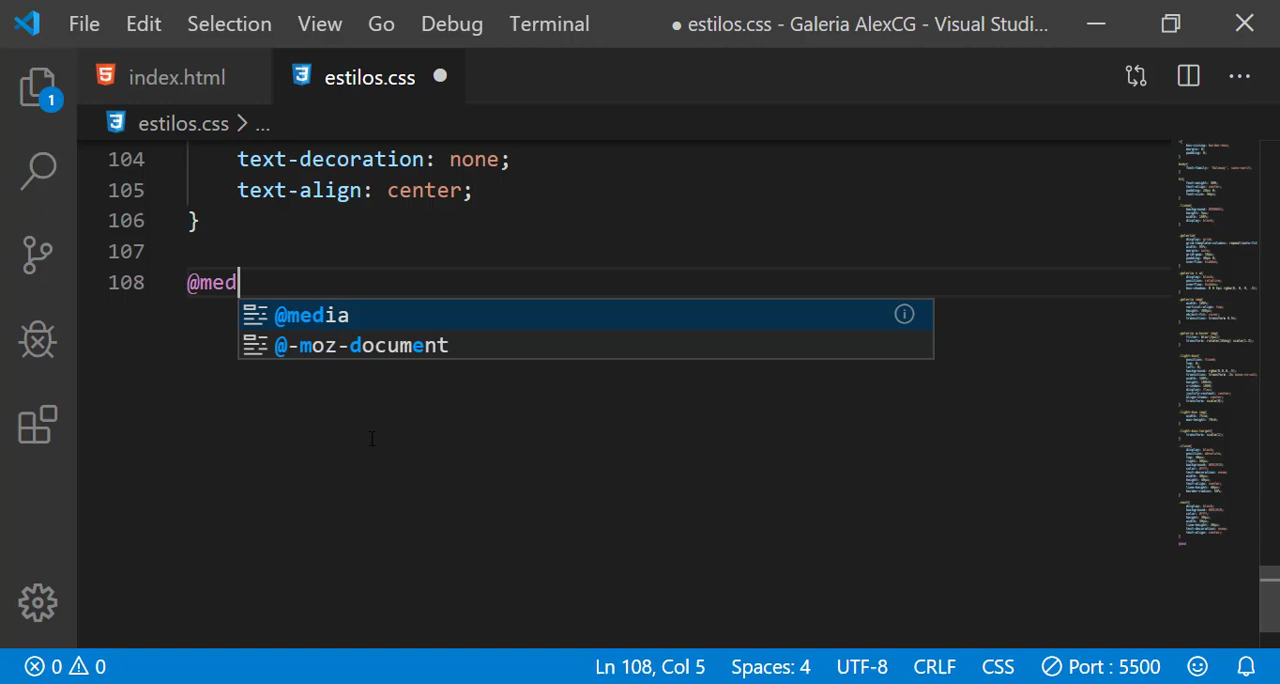 File Edit Selection View Go Debug Terminal ● estilos.css - Galeria AlexCG - Visual Studi...
index.html estilos.css ●
estilos.css > ...
1
104 text-decoration: none;
105 text-align: center;
106 }
107
108 @med
@media
@-moz-document
0 0 Ln 108, Col 5 Spaces: 4 UTF-8 CRLF CSS Port : 5500